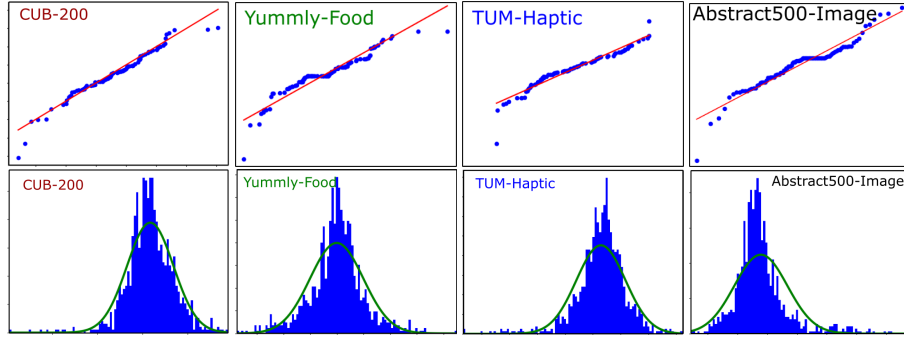 CUB-200
Yummly-Food
TUM-Haptic
Abstract500-Image
CUB-200
Yummly-Food
TUM-Haptic
Abstract500-Image